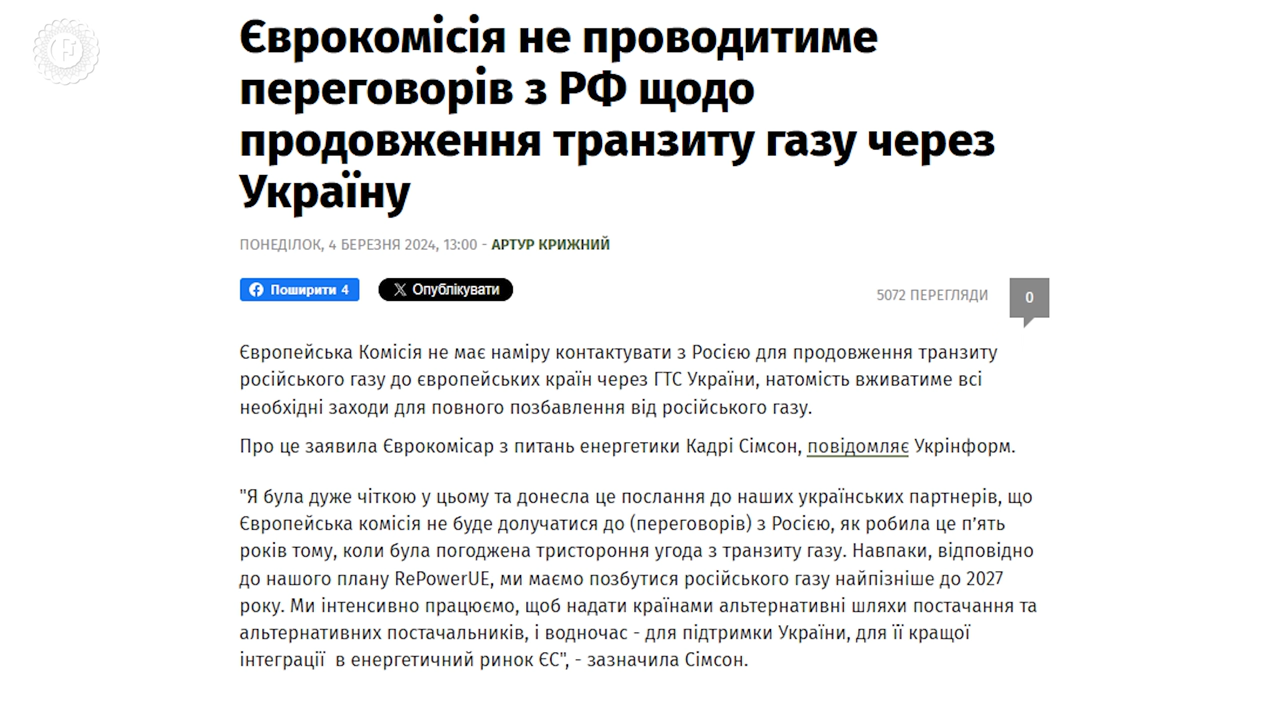 Єврокомісія не проводитиме
переговорів з РФ щодо
продовження транзиту газу через
Україну
ПОНЕДІЛОК, 4 БЕРЕЗНЯ 2024, 13:00 - АРТУР КРИЖНИЙ
Поширити 4
Опублікувати
5072 ПЕРЕГЛЯДИ
0
Європейська Комісія не має наміру контактувати з Росією для продовження транзиту
російського газу до європейських країн через ГТС України, натомість вживатиме всі
необхідні заходи для повного позбавлення від російського газу.
Про це заявила Єврокомісар з питань енергетики Кадрі Сімсон, повідомляє Укрінформ.
"Я була дуже чіткою у цьому та донесла це послання до наших українських партнерів, що
Європейська комісія не буде долучатися до (переговорів) з Росією, як робила це п’ять
років тому, коли була погоджена тристороння угода з транзиту газу. Навпаки, відповідно
до нашого плану RePowerUE, ми маємо позбутися російського газу найпізніше до 2027
року. Ми інтенсивно працюємо, щоб надати країнами альтернативні шляхи постачання та
альтернативних постачальників, і водночас - для підтримки України, для її кращої
інтеграції  в енергетичний ринок ЄС", - зазначила Сімсон.